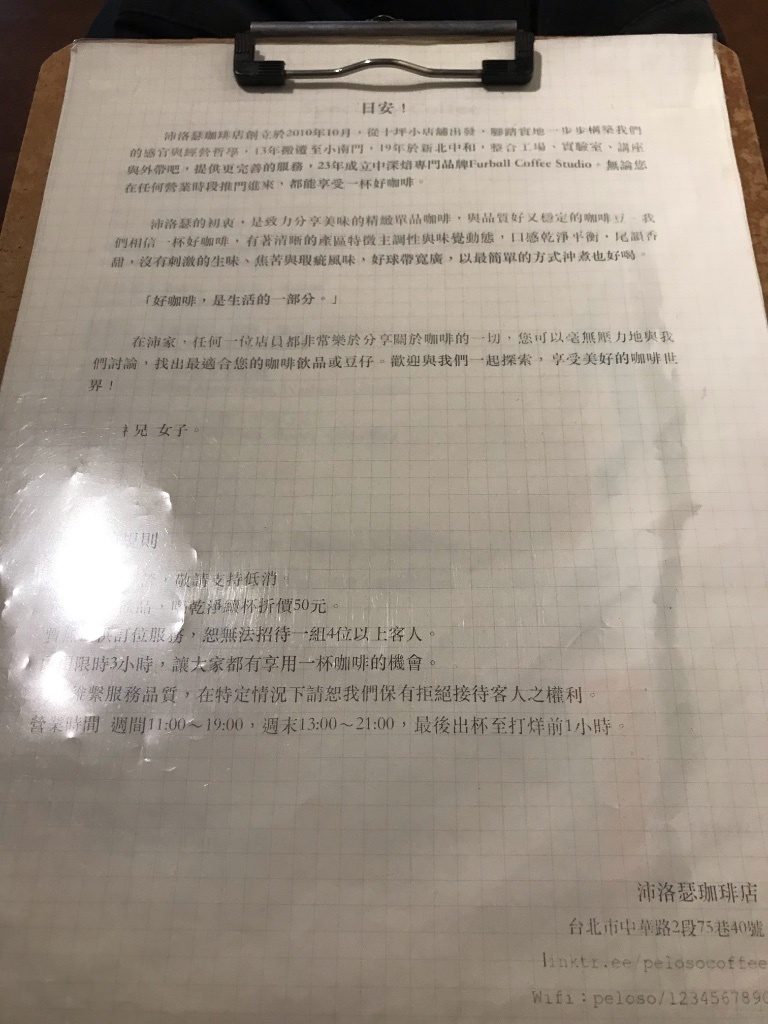 日安！
沛洛瑟珈琲店創立於2010年10月，從十坪小店舖出發，腳踏實地一步步構築我們
的感官與經營哲學，13年搬遷至小南門，19年於新北中和，整合工場、實驗室、講座
與外帶吧，提供更完善的服務，23年成立中深焙專門品牌Furball Coffee Studio。無論您
在任何營業時段推門進來，都能享受一杯好咖啡。
沛洛瑟的初衷，是致力分享美味的精緻單品咖啡，與品質好又穩定的咖啡豆。我
們相信一杯好咖啡，有著清晰的產區特徵主調性與味覺動態，口感乾淨平衡，尾韻香
甜，沒有刺激的生味、焦苦與瑕疵風味，好球帶寬廣，以最簡單的方式沖煮也好喝。
「好咖啡，是生活的一部分。」
在沛家，任何一位店員都非常樂於分享關於咖啡的一切，您可以毫無壓力地與我
們討論，找出最適合您的咖啡飲品或豆仔。歡迎與我們一起探索，享受美好的咖啡世
界！
礻兄 女子。
規則
，敬請支持低消。
飲品，喝乾淨續杯折價50元。
訂位服務，恕無法招待一組4位以上客人。
限時3小時，讓大家都有享用一杯咖啡的機會。
維繫服務品質，在特定情況下請恕我們保有拒絕接待客人之權利。
營業時間 週間11:00～19:00，週末13:00～21:00，最後出杯至打烊前1小時。
沛洛瑟珈琲店
台北市中華路2段75巷40號
linktr.ee/pelosocoffee
Wifi：peloso/1234567890